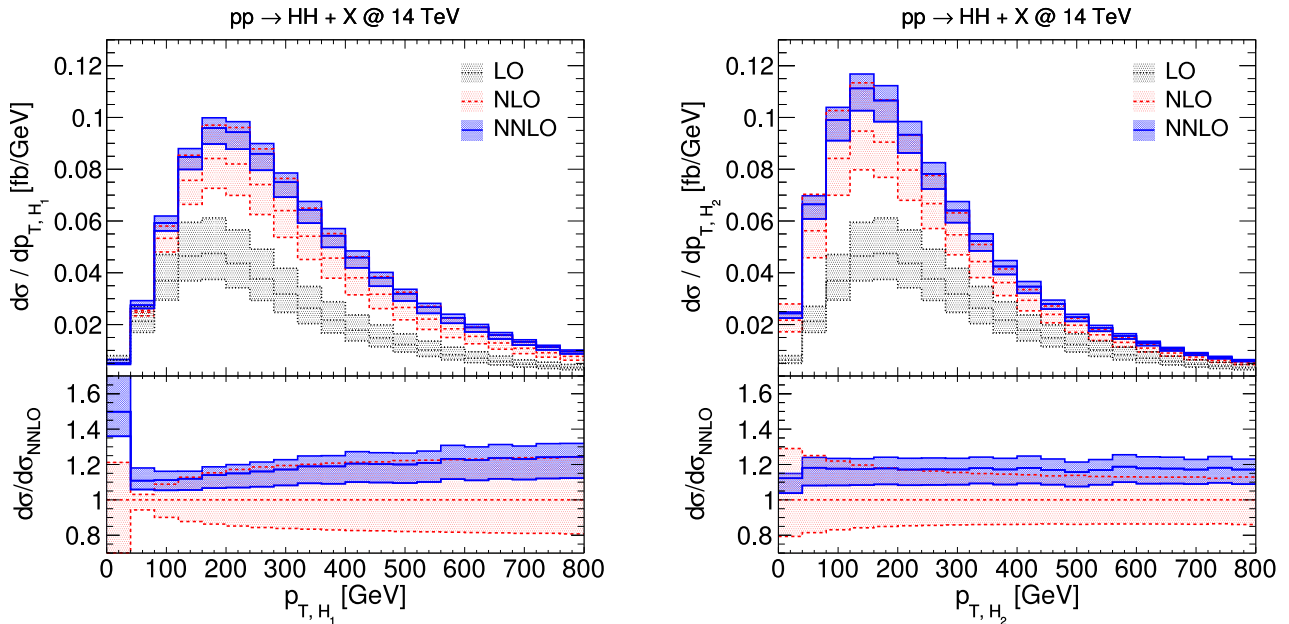 pp → HH + X @ 14 TeV
LO
NLO
NNLO
dσ / dp_{T, H_1} [fb/GeV]
0.12
0.1
0.08
0.06
0.04
0.02
dσ/dσ_{NNLO}
1.6
1.4
1.2
1
0.8
0 100 200 300 400 500 600 700 800
p_{T, H_1} [GeV]
pp → HH + X @ 14 TeV
LO
NLO
NNLO
dσ / dp_{T, H_2} [fb/GeV]
0.12
0.1
0.08
0.06
0.04
0.02
dσ/dσ_{NNLO}
1.6
1.4
1.2
1
0.8
0 100 200 300 400 500 600 700 800
p_{T, H_2} [GeV]